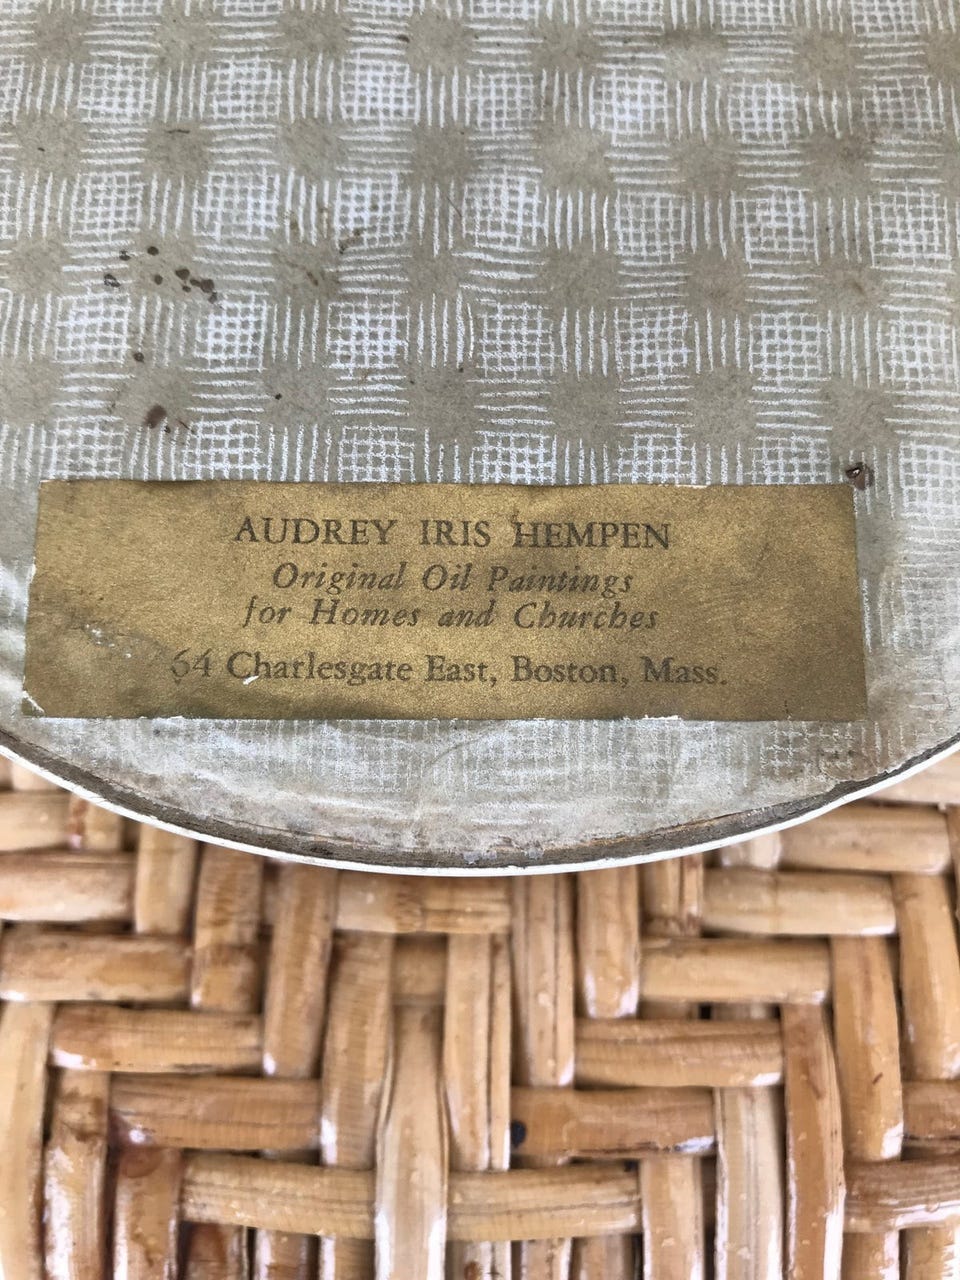 AUDREY IRIS HEMPEN
Original Oil Paintings
for Homes and Churches
64 Charlesgate East, Boston, Mass.